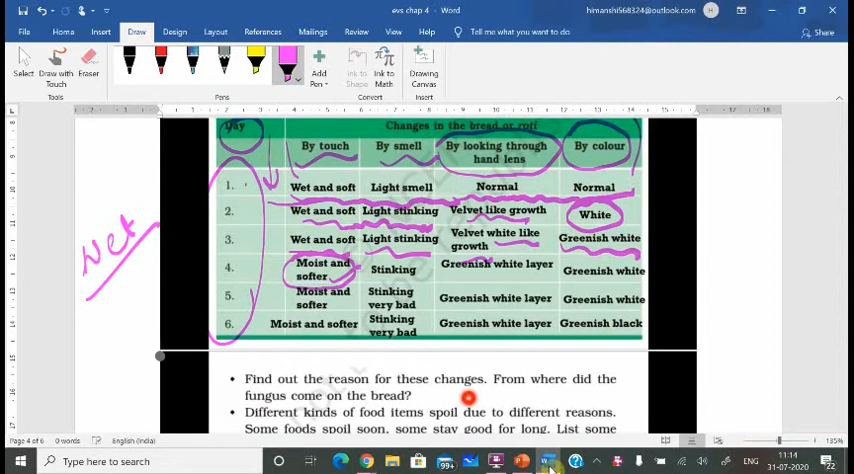 evs chap 4 - Word
himanshi568324@outlook.com H
File Home Insert Draw Design Layout References Mailings Review View Help Tell me what you want to do Share
Select Draw with Touch Eraser Add Pen Ink to Shape Ink to Math Drawing Canvas
Tools Pens Convert Insert
Day Changes in the bread or roti
By touch By smell By looking through hand lens By colour
1. Wet and soft Light smell Normal Normal
2. Wet and soft Light stinking Velvet like growth White
3. Wet and soft Light stinking Velvet white like growth Greenish white
4. Moist and softer Stinking Greenish white layer Greenish white
5. Moist and softer Stinking very bad Greenish white layer Greenish white
6. Moist and softer Stinking very bad Greenish white layer Greenish black
Wet
• Find out the reason for these changes. From where did the
fungus come on the bread?
• Different kinds of food items spoil due to different reasons.
Some foods spoil soon, some stay good for long. List some
Page 4 of 6 English (India) 135%
Type here to search 99+ ENG 11:14
31-07-2020 22